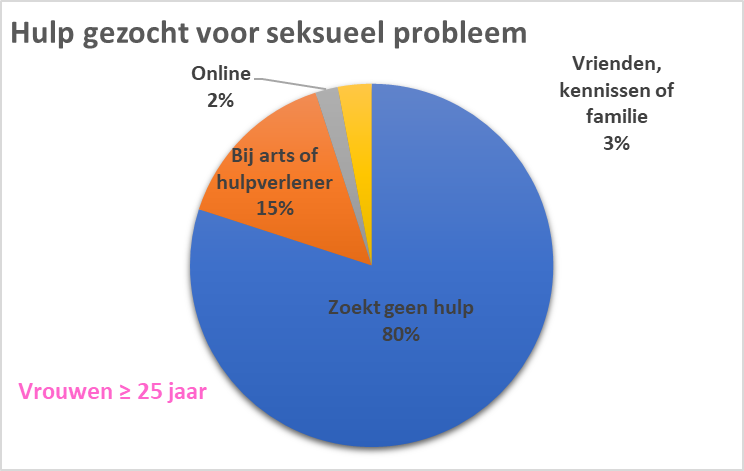 Hulp gezocht voor seksueel probleem
Vrienden,
kennissen of
familie
3%
Online
2%
Bij arts of
hulpverlener
15%
Zoekt geen hulp
80%
Vrouwen ≥ 25 jaar